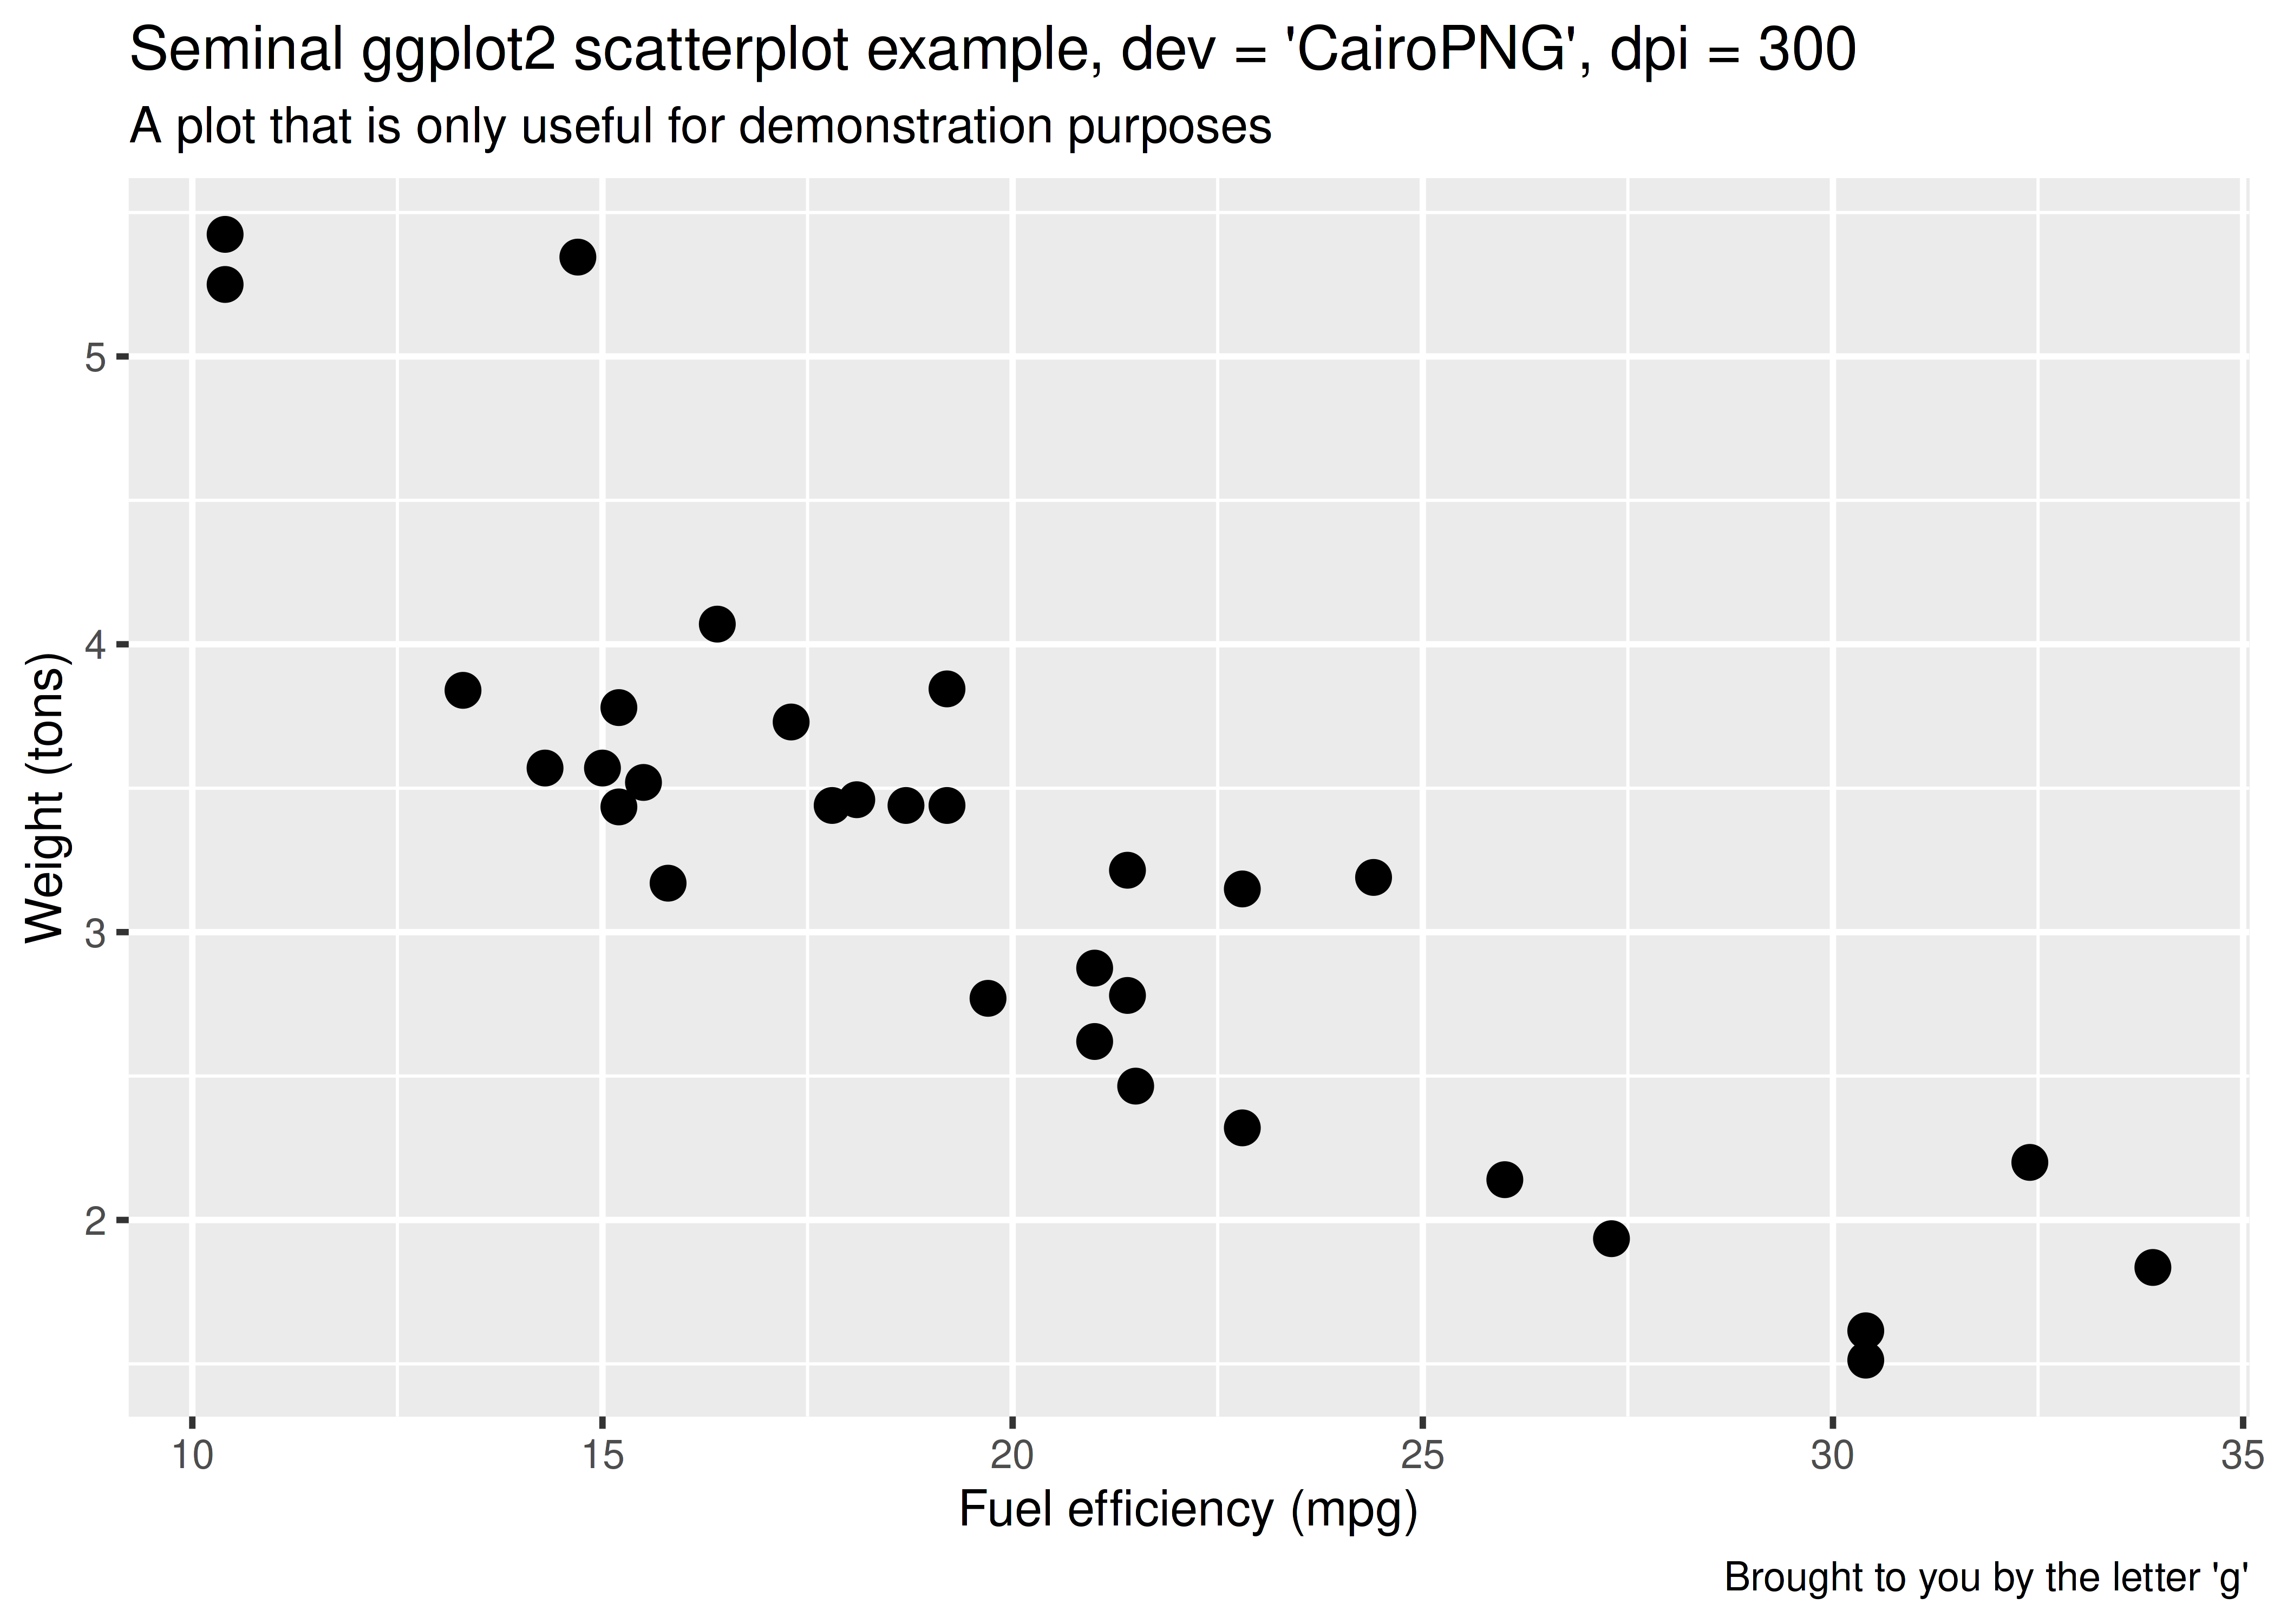 Seminal ggplot2 scatterplot example, dev = 'CairoPNG', dpi = 300
A plot that is only useful for demonstration purposes
Weight (tons)
5
4
3
2
10 15 20 25 30 35
Fuel efficiency (mpg)
Brought to you by the letter 'g'